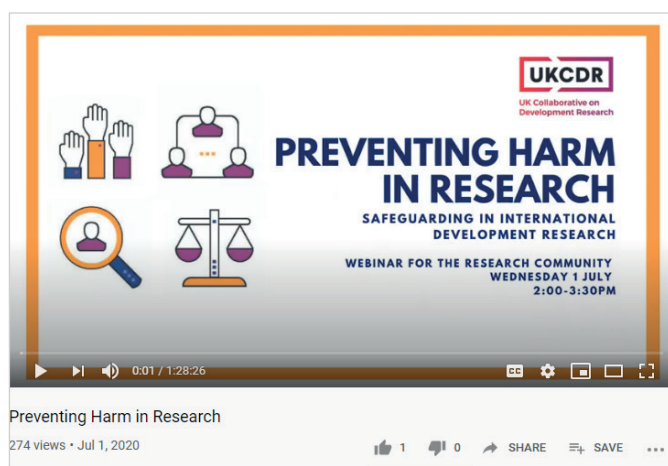 UKCDR
UK Collaborative on
Development Research
PREVENTING HARM
IN RESEARCH
SAFEGUARDING IN INTERNATIONAL
DEVELOPMENT RESEARCH
WEBINAR FOR THE RESEARCH COMMUNITY
WEDNESDAY 1 JULY
2:00-3:30PM
0:01 / 1:28:26 CC
Preventing Harm in Research
274 views • Jul 1, 2020 1 0 SHARE SAVE